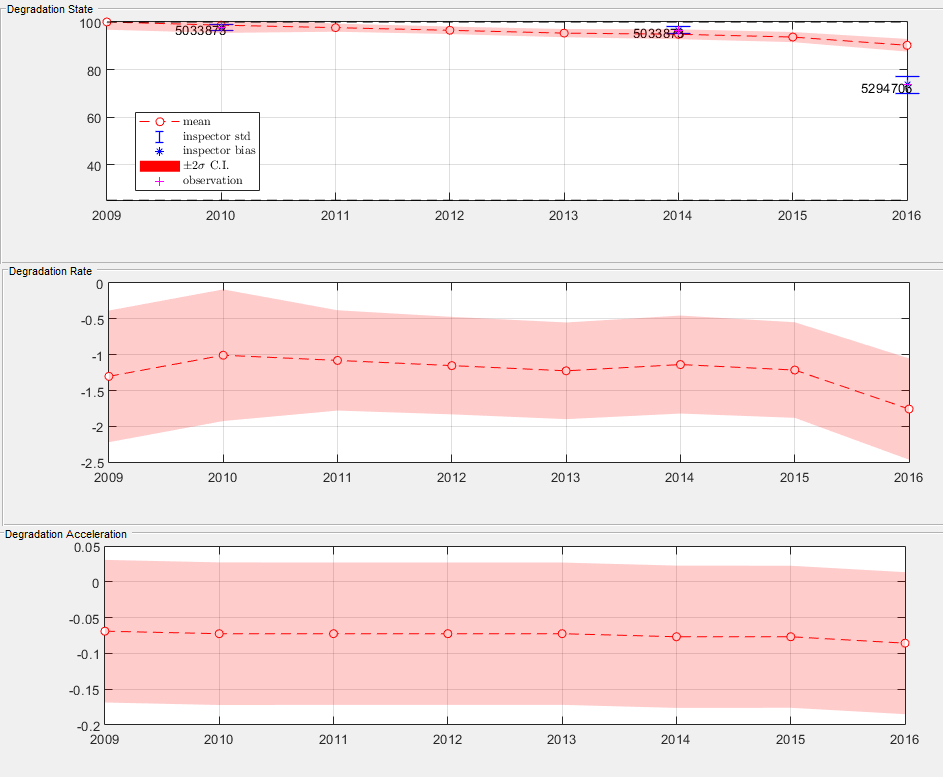 Degradation State
100
80
60
40
5033873
5033873
5294706
mean
inspector std
inspector bias
±2σ C.I.
observation
2009 2010 2011 2012 2013 2014 2015 2016
Degradation Rate
0
-0.5
-1
-1.5
-2
-2.5
2009 2010 2011 2012 2013 2014 2015 2016
Degradation Acceleration
0.05
0
-0.05
-0.1
-0.15
-0.2
2009 2010 2011 2012 2013 2014 2015 2016